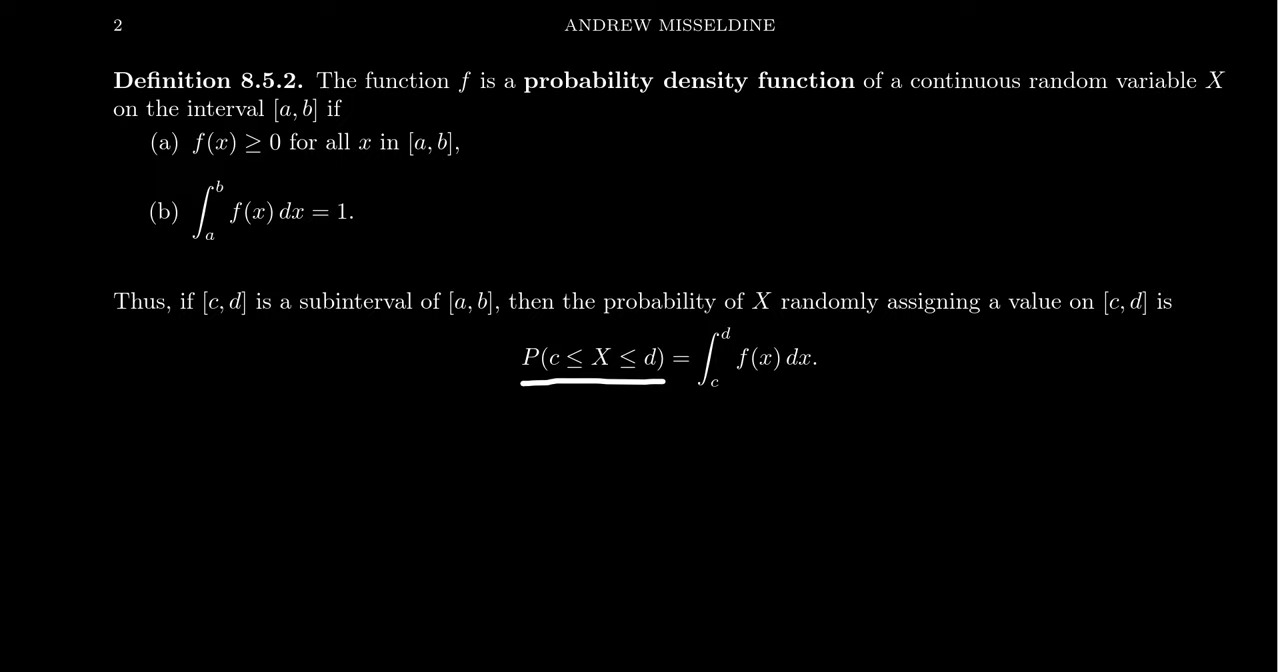 2 ANDREW MISSELDINE
Definition 8.5.2. The function f is a probability density function of a continuous random variable X
on the interval [a, b] if
(a) f(x) ≥ 0 for all x in [a, b],
(b) ∫_a^b f(x) dx = 1.
Thus, if [c, d] is a subinterval of [a, b], then the probability of X randomly assigning a value on [c, d] is
P(c ≤ X ≤ d) = ∫_c^d f(x) dx.